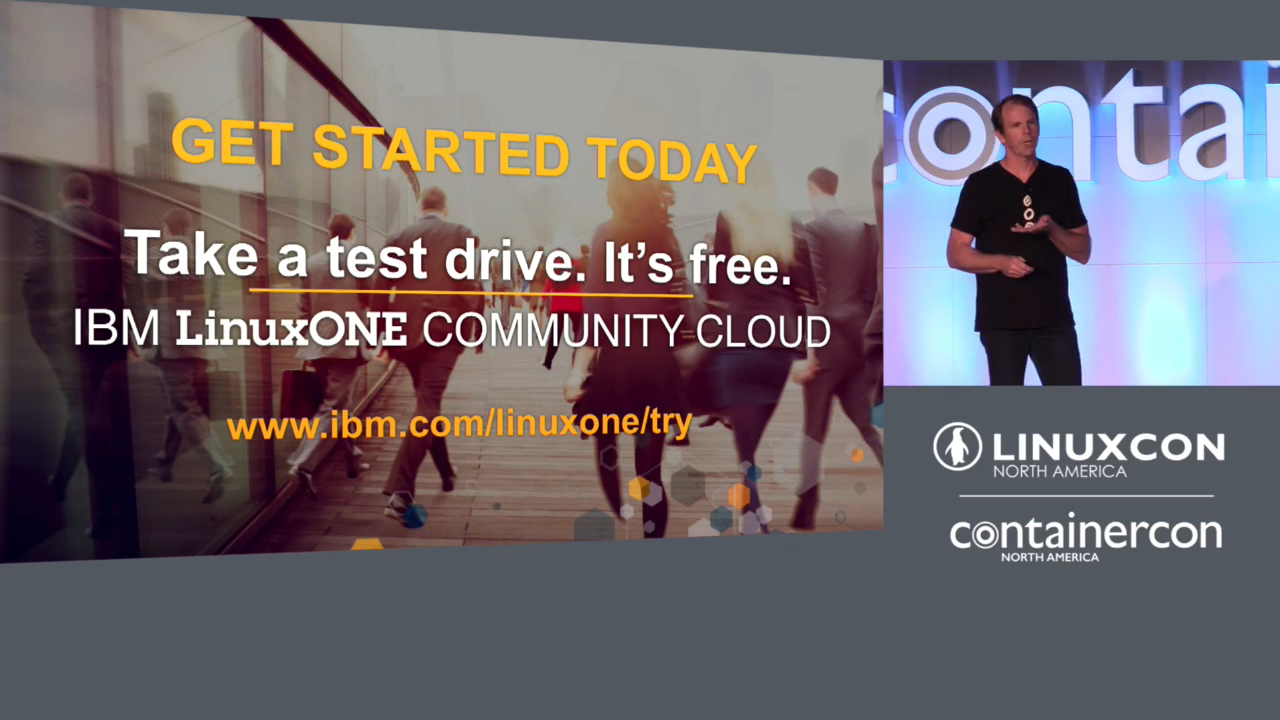 GET STARTED TODAY
Take a test drive. It's free.
IBM LinuxONE COMMUNITY CLOUD
www.ibm.com/linuxone/try
contai
LINUXCON
NORTH AMERICA
containercon
NORTH AMERICA